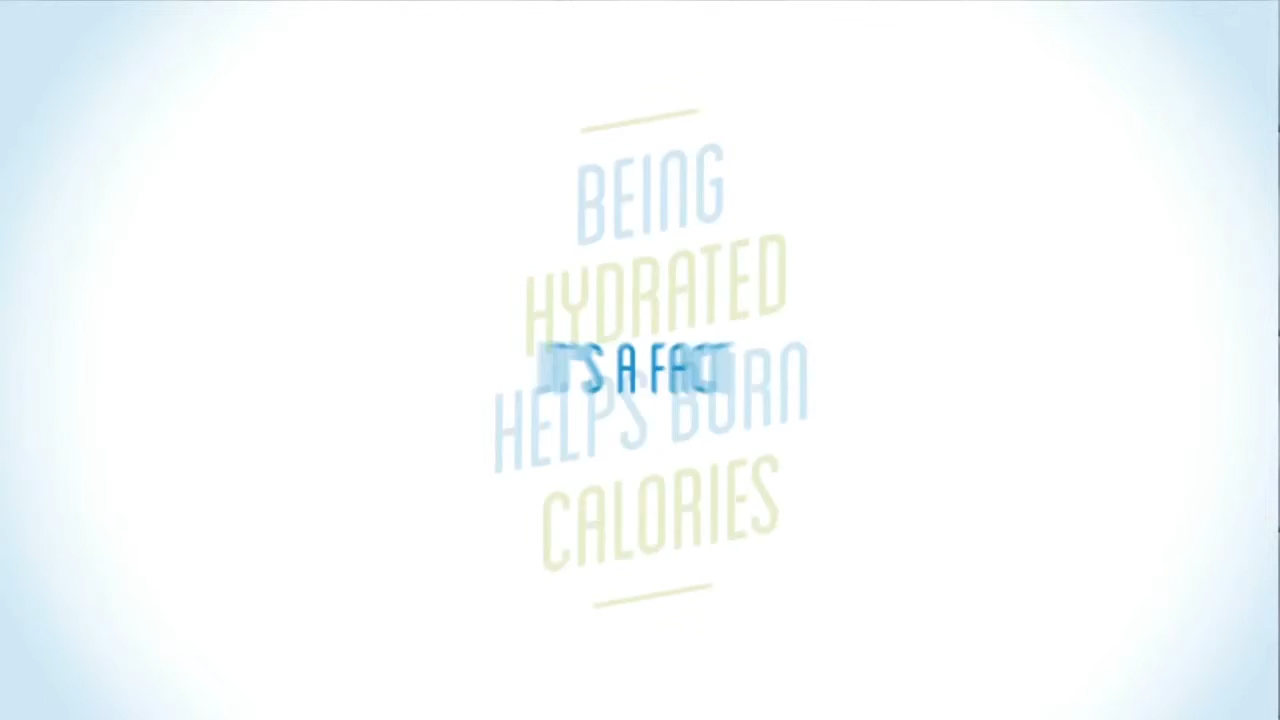 BEING
HYDRATED
IT'S A FACT
HELPS BURN
CALORIES